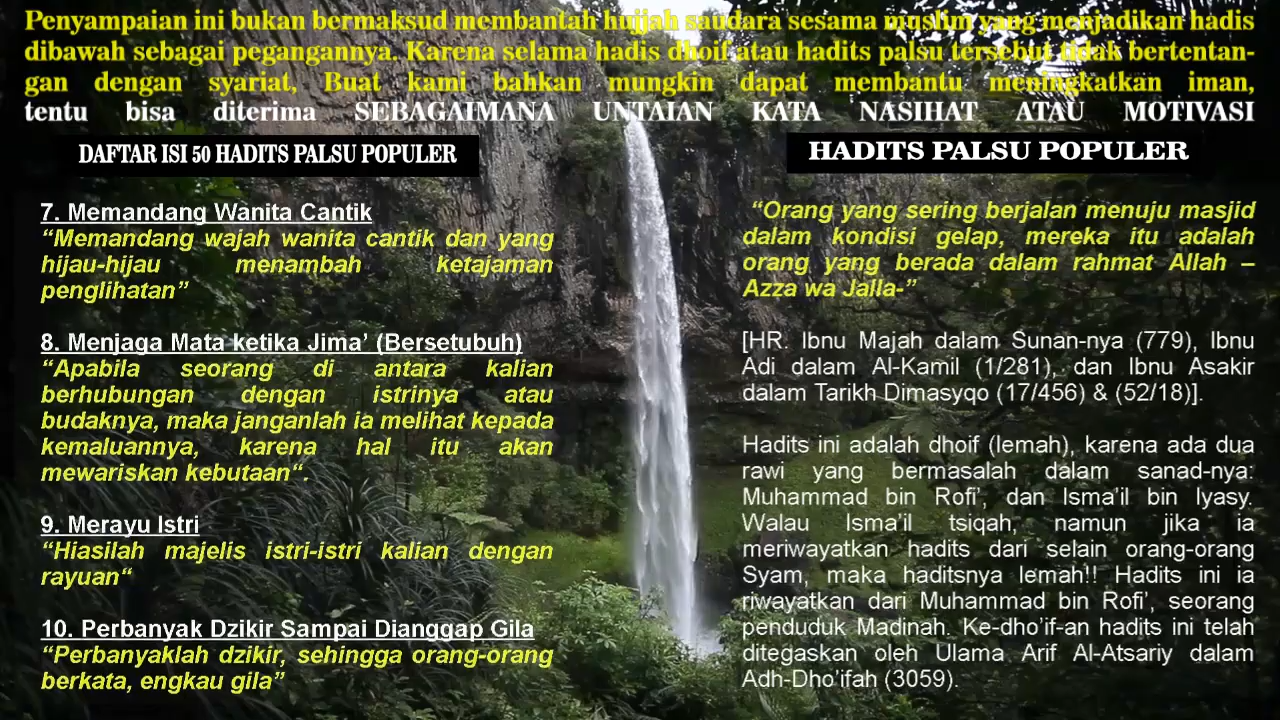 Penyampaian ini bukan bermaksud membantah hujjah saudara sesama muslim yang menjadikan hadis
dibawah sebagai pegangannya. Karena selama hadis dhoif atau hadits palsu tersebut tidak bertentan-
gan dengan syariat, Buat kami bahkan mungkin dapat membantu meningkatkan iman,
tentu bisa diterima SEBAGAIMANA UNTAIAN KATA NASIHAT ATAU MOTIVASI
DAFTAR ISI 50 HADITS PALSU POPULER
7. Memandang Wanita Cantik
“Memandang wajah wanita cantik dan yang
hijau-hijau menambah ketajaman
penglihatan”
8. Menjaga Mata ketika Jima’ (Bersetubuh)
“Apabila seorang di antara kalian
berhubungan dengan istrinya atau
budaknya, maka janganlah ia melihat kepada
kemaluannya, karena hal itu akan
mewariskan kebutaan“.
9. Merayu Istri
“Hiasilah majelis istri-istri kalian dengan
rayuan“
10. Perbanyak Dzikir Sampai Dianggap Gila
“Perbanyaklah dzikir, sehingga orang-orang
berkata, engkau gila”
HADITS PALSU POPULER
“Orang yang sering berjalan menuju masjid
dalam kondisi gelap, mereka itu adalah
orang yang berada dalam rahmat Allah –
Azza wa Jalla-”
[HR. Ibnu Majah dalam Sunan-nya (779), Ibnu
Adi dalam Al-Kamil (1/281), dan Ibnu Asakir
dalam Tarikh Dimasyqo (17/456) & (52/18)].
Hadits ini adalah dhoif (lemah), karena ada dua
rawi yang bermasalah dalam sanad-nya:
Muhammad bin Rofi’, dan Isma’il bin Iyasy.
Walau Isma’il tsiqah, namun jika ia
meriwayatkan hadits dari selain orang-orang
Syam, maka haditsnya lemah!! Hadits ini ia
riwayatkan dari Muhammad bin Rofi’, seorang
penduduk Madinah. Ke-dho’if-an hadits ini telah
ditegaskan oleh Ulama Arif Al-Atsariy dalam
Adh-Dho’ifah (3059).